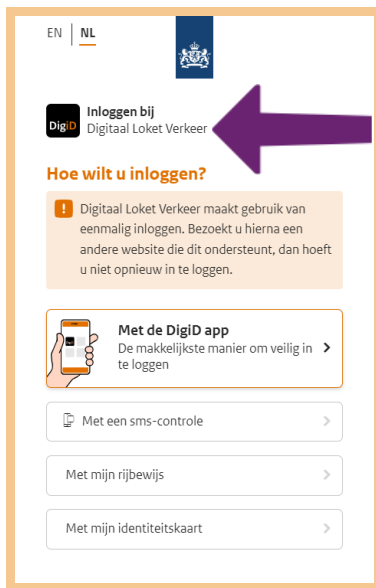 EN | NL
DigiD
Inloggen bij
Digitaal Loket Verkeer
Hoe wilt u inloggen?
! Digitaal Loket Verkeer maakt gebruik van
eenmalig inloggen. Bezoekt u hierna een
andere website die dit ondersteunt, dan hoeft
u niet opnieuw in te loggen.
Met de DigiD app
De makkelijkste manier om veilig in
te loggen
Met een sms-controle
Met mijn rijbewijs
Met mijn identiteitskaart